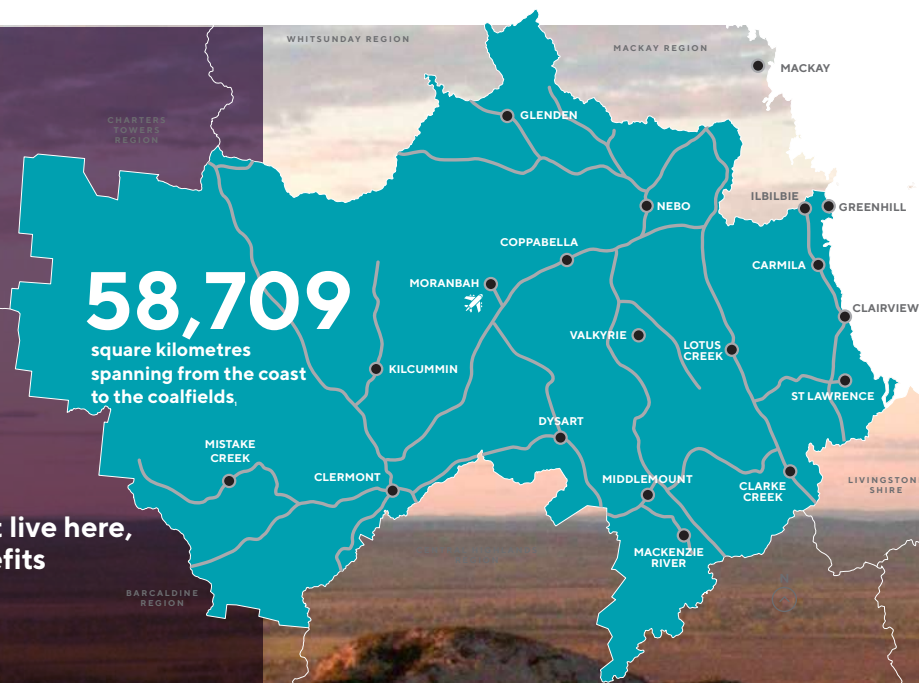 WHITSUNDAY REGION
MACKAY REGION
MACKAY
CHARTERS
TOWERS
REGION
GLENDEN
ILBILBIE
NEBO
GREENHILL
COPPABELLA
CARMILA
MORANBAH
58,709
square kilometres
spanning from the coast
to the coalfields,
CLAIRVIEW
VALKYRIE
LOTUS
CREEK
KILCUMMIN
ST LAWRENCE
DYSART
MISTAKE
CREEK
CLERMONT
MIDDLEMOUNT
CLARKE
CREEK
LIVINGSTON
SHIRE
live here,
efits
MACKENZIE
RIVER
BARCALDINE
REGION